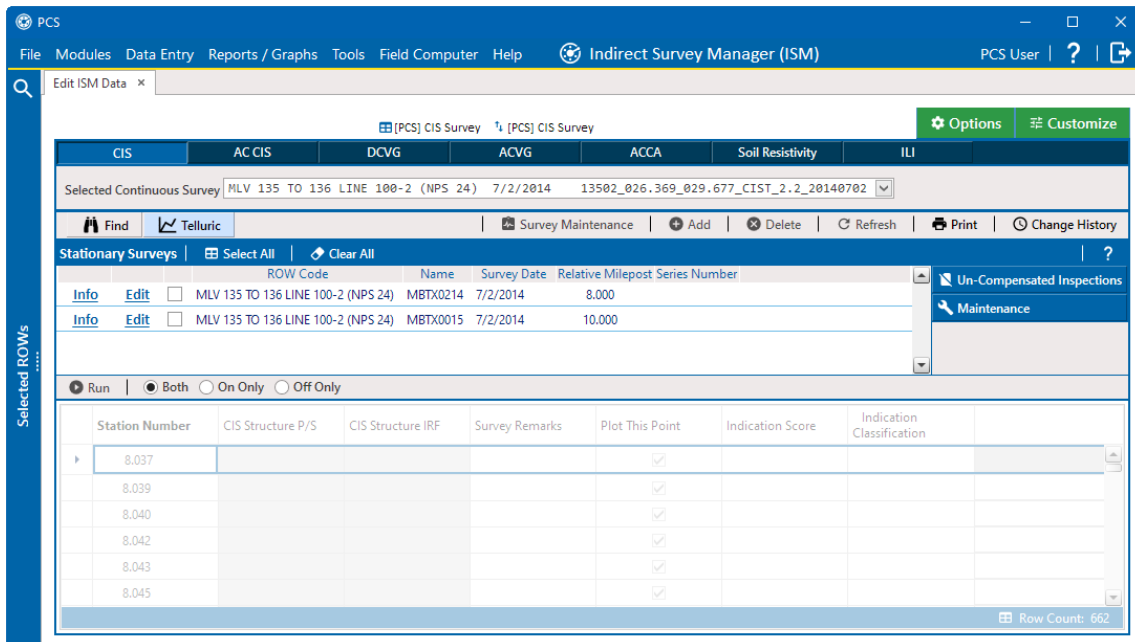 PCS
File Modules Data Entry Reports / Graphs Tools Field Computer Help Indirect Survey Manager (ISM) PCS User | ? |
Edit ISM Data ×
[PCS] CIS Survey [PCS] CIS Survey
Options Customize
CIS AC CIS DCVG ACVG ACCA Soil Resistivity ILI
Selected Continuous Survey MLV 135 TO 136 LINE 100-2 (NPS 24) 7/2/2014 13502_026.369_029.677_CIST_2.2_20140702
Find Telluric | Survey Maintenance | Add | Delete | Refresh | Print | Change History
Stationary Surveys | Select All | Clear All | ?
ROW Code Name Survey Date Relative Milepost Series Number
Info Edit MLV 135 TO 136 LINE 100-2 (NPS 24) MBTX0214 7/2/2014 8.000
Info Edit MLV 135 TO 136 LINE 100-2 (NPS 24) MBTX0015 7/2/2014 10.000
Un-Compensated Inspections
Maintenance
Selected ROWs
Run | Both On Only Off Only
Station Number CIS Structure P/S CIS Structure IRF Survey Remarks Plot This Point Indication Score Indication
Classification
8.037
8.039
8.040
8.042
8.043
8.045
Row Count: 662